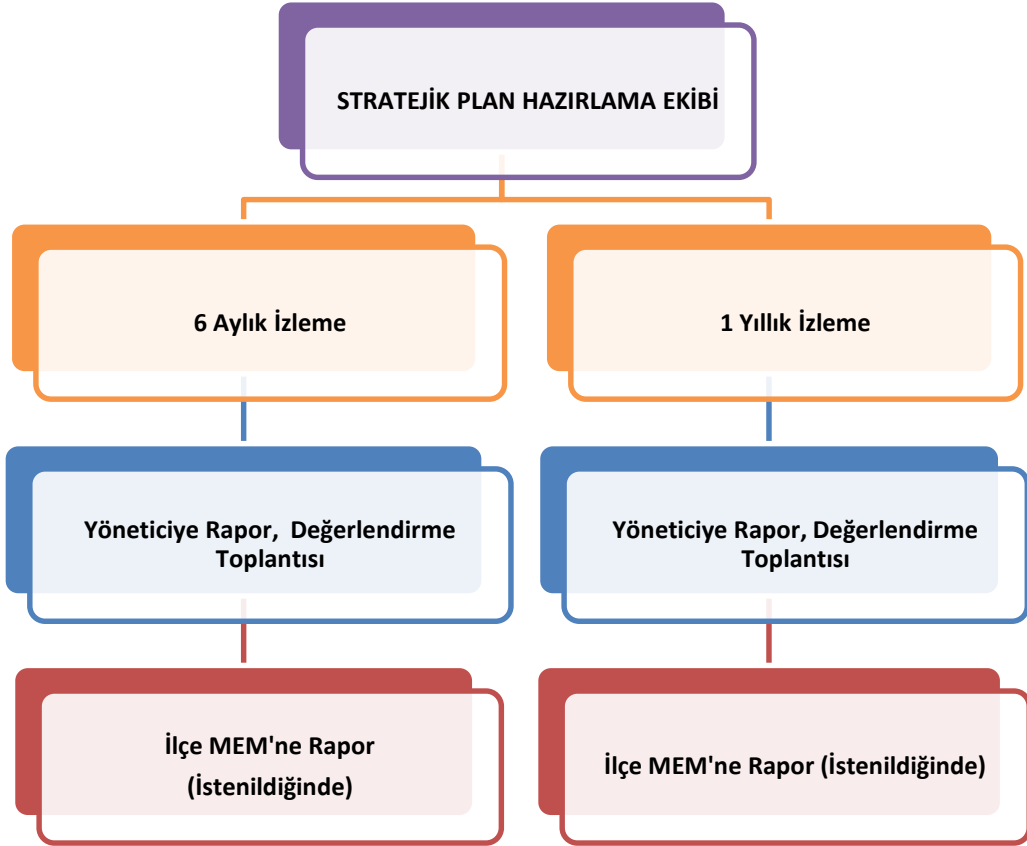 STRATEJİK PLAN HAZIRLAMA EKİBİ
6 Aylık İzleme
1 Yıllık İzleme
Yöneticiye Rapor,  Değerlendirme
Toplantısı
Yöneticiye Rapor, Değerlendirme
Toplantısı
İlçe MEM'ne Rapor
(İstenildiğinde)
İlçe MEM'ne Rapor (İstenildiğinde)